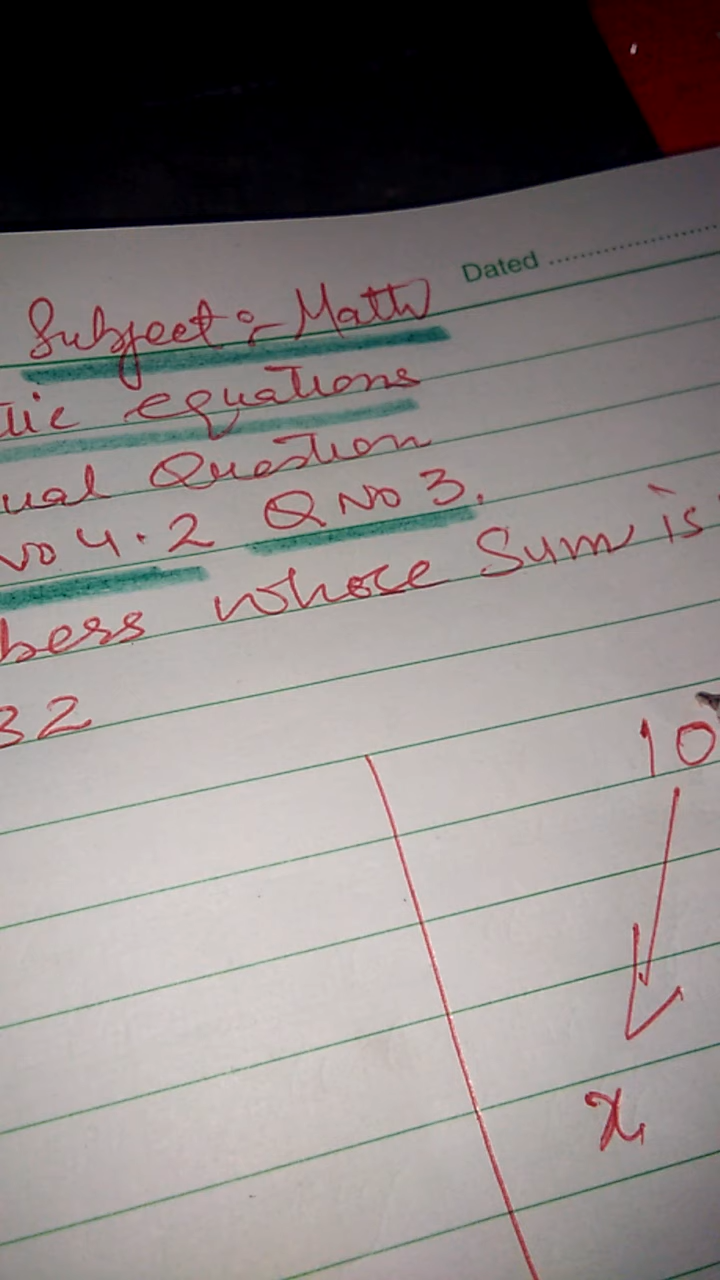 Dated
Subject:- Math
tic equations
ual Question
No 4.2 Q No 3.
bers whose Sum is
32
10
x